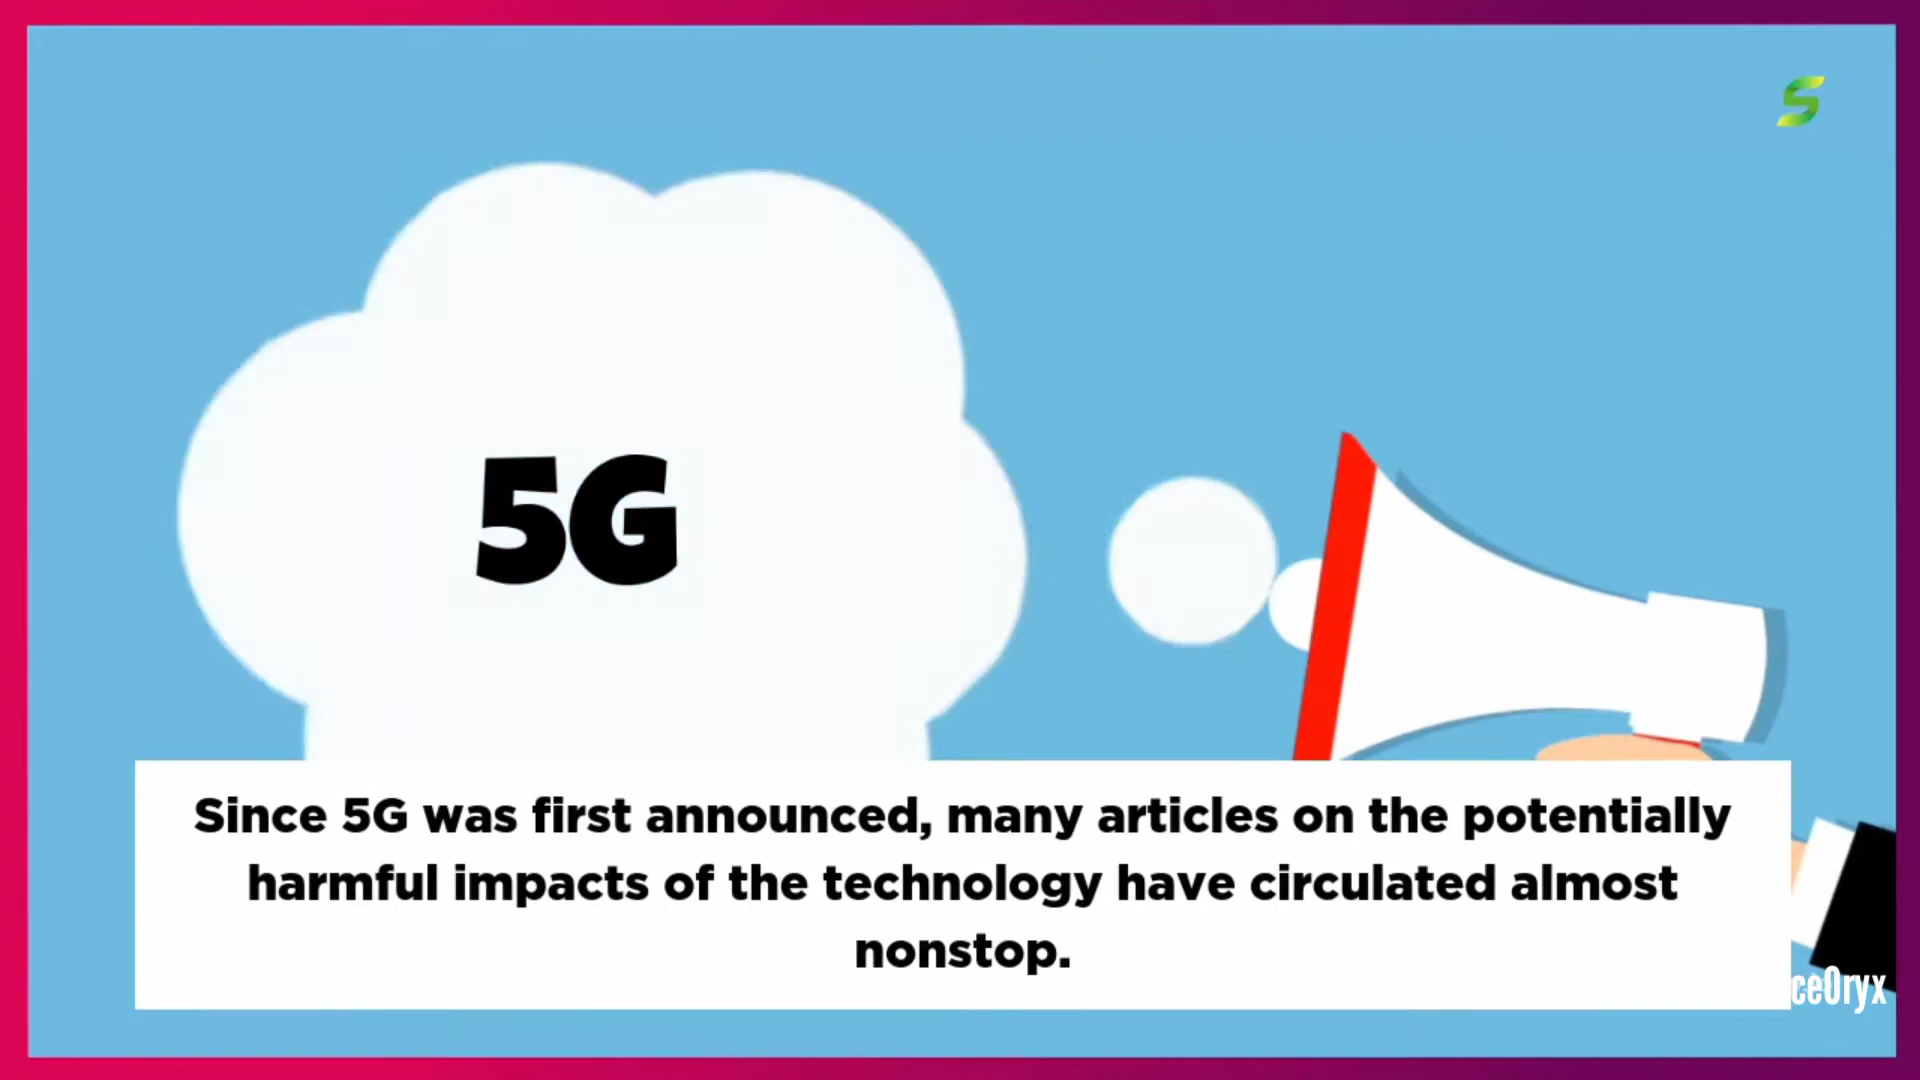 5G
Since 5G was first announced, many articles on the potentially
harmful impacts of the technology have circulated almost
nonstop.
ceOryx